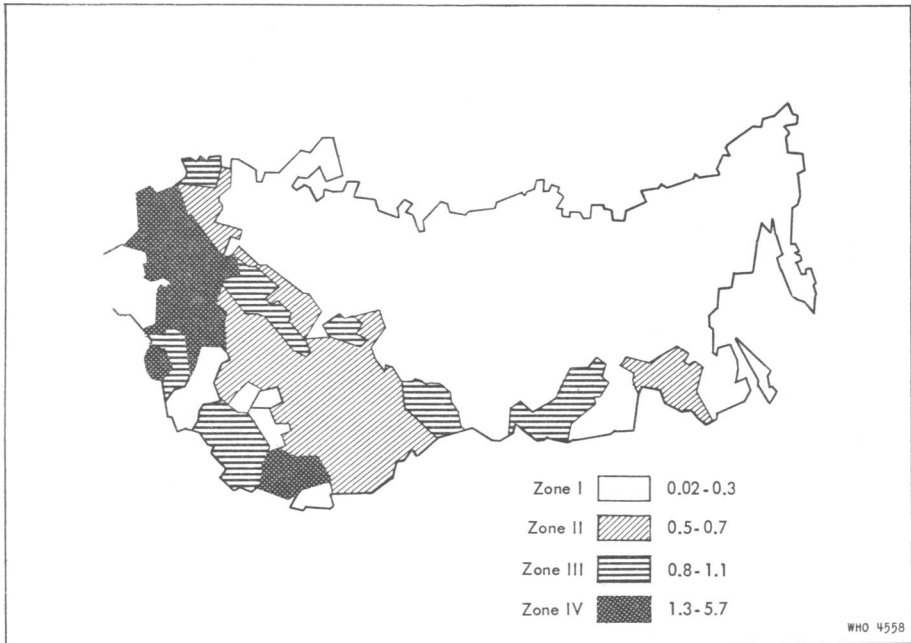 Zone I 0.02-0.3
Zone II 0.5-0.7
Zone III 0.8-1.1
Zone IV 1.3-5.7
WHO 4558